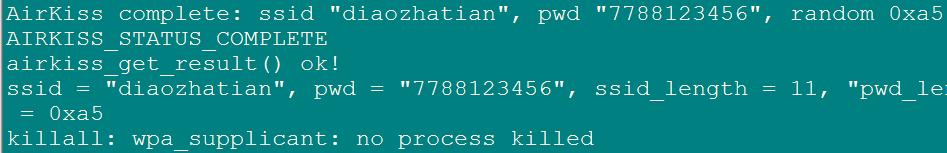 AirKiss complete: ssid "diaozhatian", pwd "7788123456", random 0xa5
AIRKISS_STATUS_COMPLETE
airkiss_get_result() ok!
ssid = "diaozhatian", pwd = "7788123456", ssid_length = 11, "pwd_le
= 0xa5
killall: wpa_supplicant: no process killed